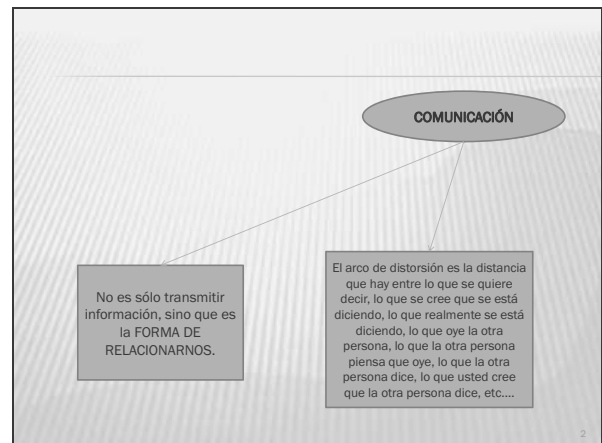 COMUNICACIÓN
No es sólo transmitir
información, sino que es
la FORMA DE
RELACIONARNOS.
El arco de distorsión es la distancia
que hay entre lo que se quiere
decir, lo que se cree que se está
diciendo, lo que realmente se está
diciendo, lo que oye la otra
persona, lo que la otra persona
piensa que oye, lo que la otra
persona dice, lo que usted cree
que la otra persona dice, etc....
2